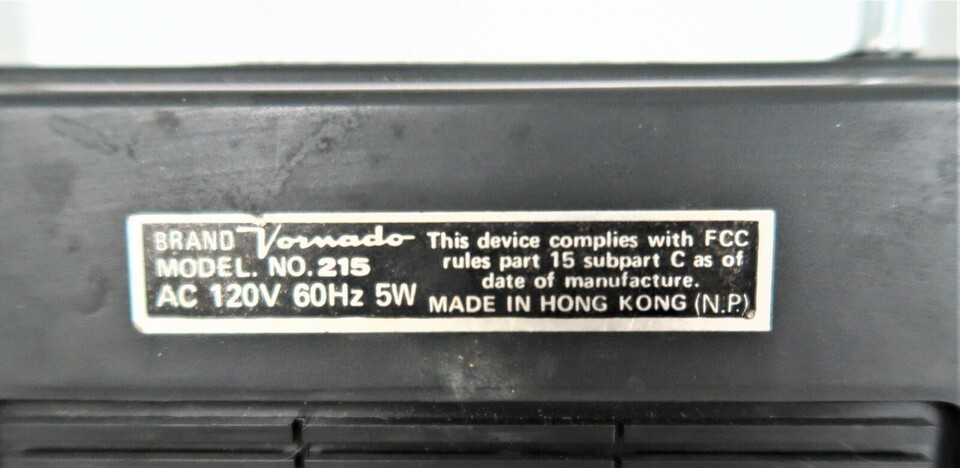 BRAND Vornado
MODEL. NO. 215
AC 120V 60Hz 5W
This device complies with FCC
rules part 15 subpart C as of
date of manufacture.
MADE IN HONG KONG (N.P.)